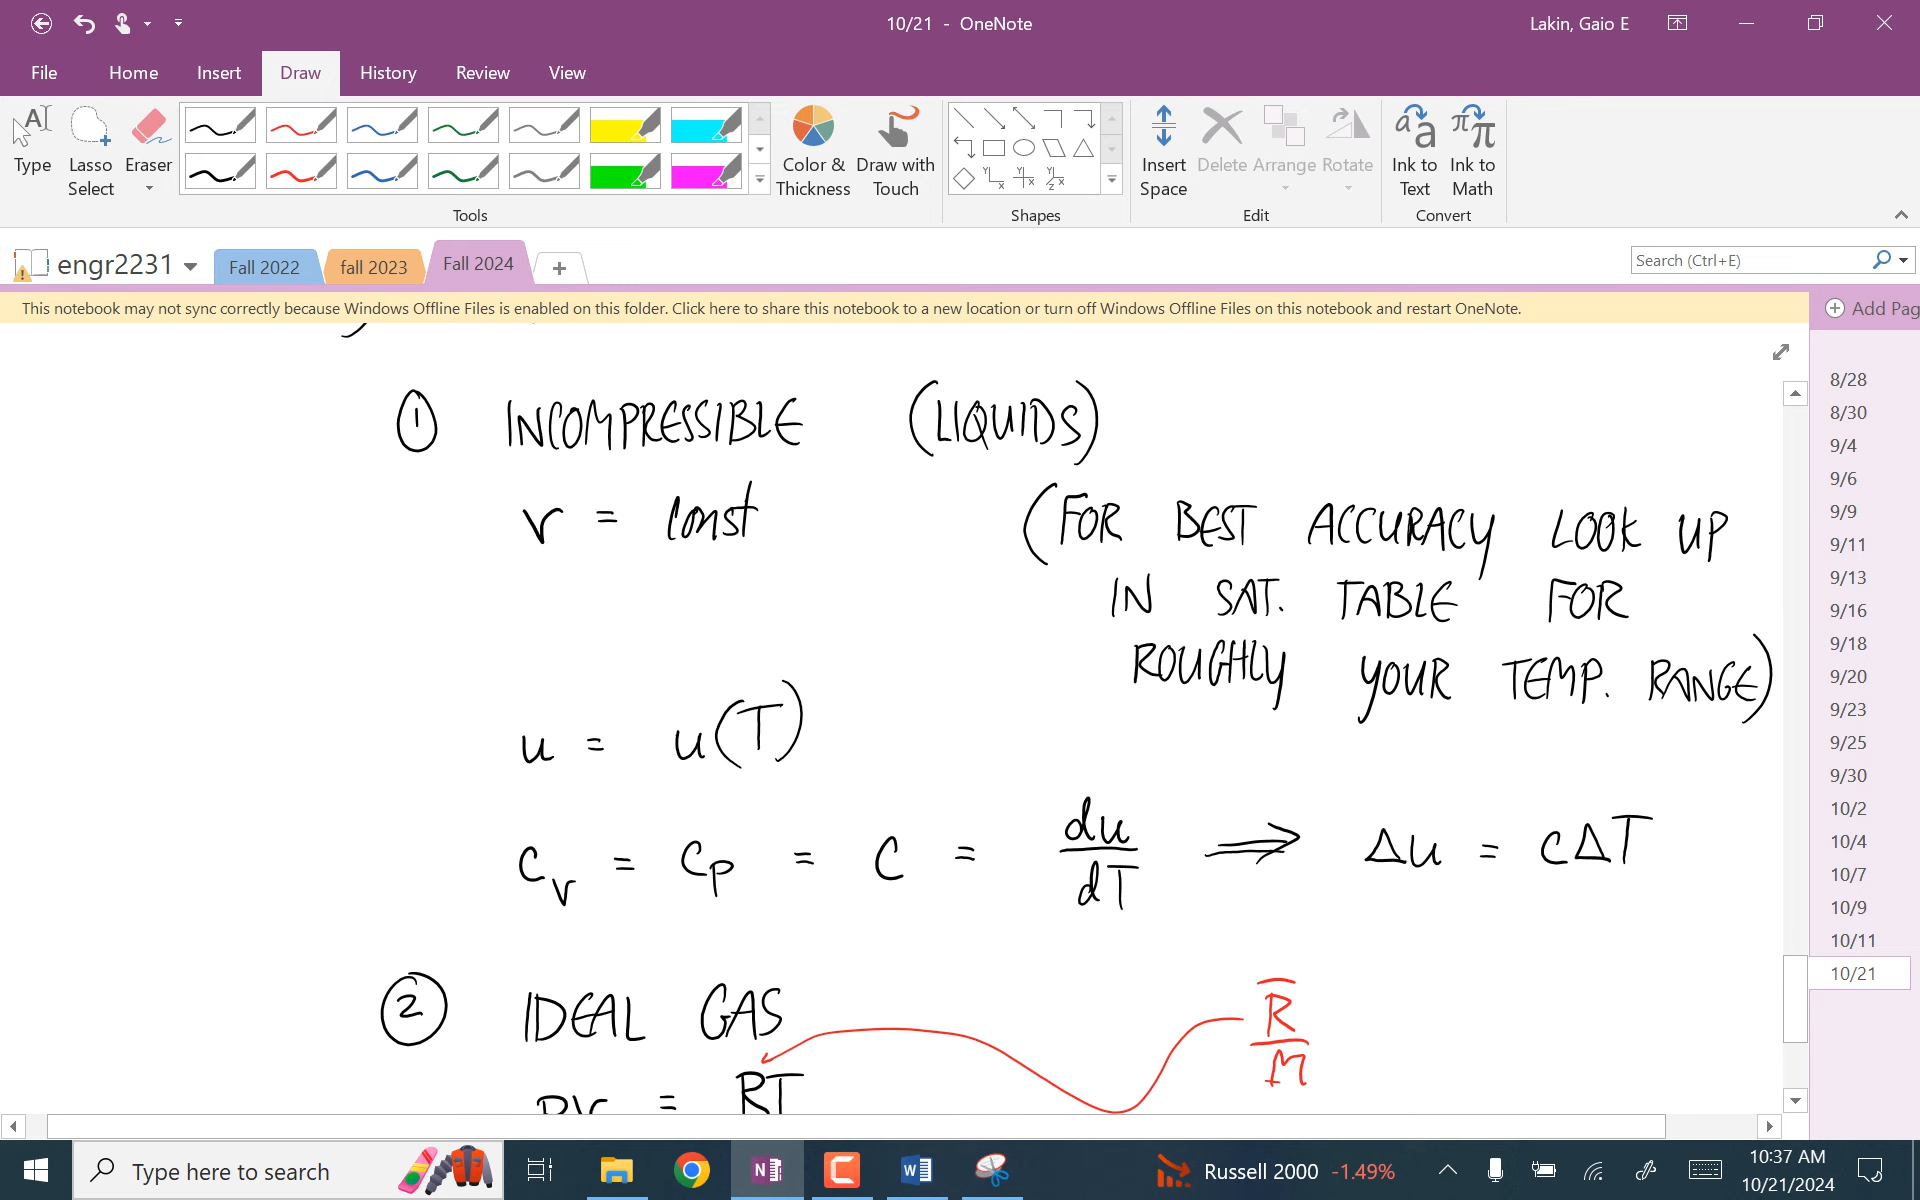 10/21 - OneNote
Lakin, Gaio E
File Home Insert Draw History Review View
Type
Lasso Select
Eraser
Color & Thickness
Draw with Touch
Insert Space
Delete
Arrange
Rotate
Ink to Text
Ink to Math
Tools
Shapes
Edit
Convert
engr2231
Fall 2022
fall 2023
Fall 2024
Search (Ctrl+E)
This notebook may not sync correctly because Windows Offline Files is enabled on this folder. Click here to share this notebook to a new location or turn off Windows Offline Files on this notebook and restart OneNote.
Add Pag
① INCOMPRESSIBLE (LIQUIDS)
v = const
(FOR BEST ACCURACY LOOK UP
IN SAT. TABLE FOR
ROUGHLY YOUR TEMP. RANGE)
u = u(T)
c_v = c_p = c = du/dT ⟹ Δu = cΔT
② IDEAL GAS
R̅/M
Pv = RT
8/28
8/30
9/4
9/6
9/9
9/11
9/13
9/16
9/18
9/20
9/23
9/25
9/30
10/2
10/4
10/7
10/9
10/11
10/21
Type here to search
Russell 2000 -1.49%
10:37 AM
10/21/2024